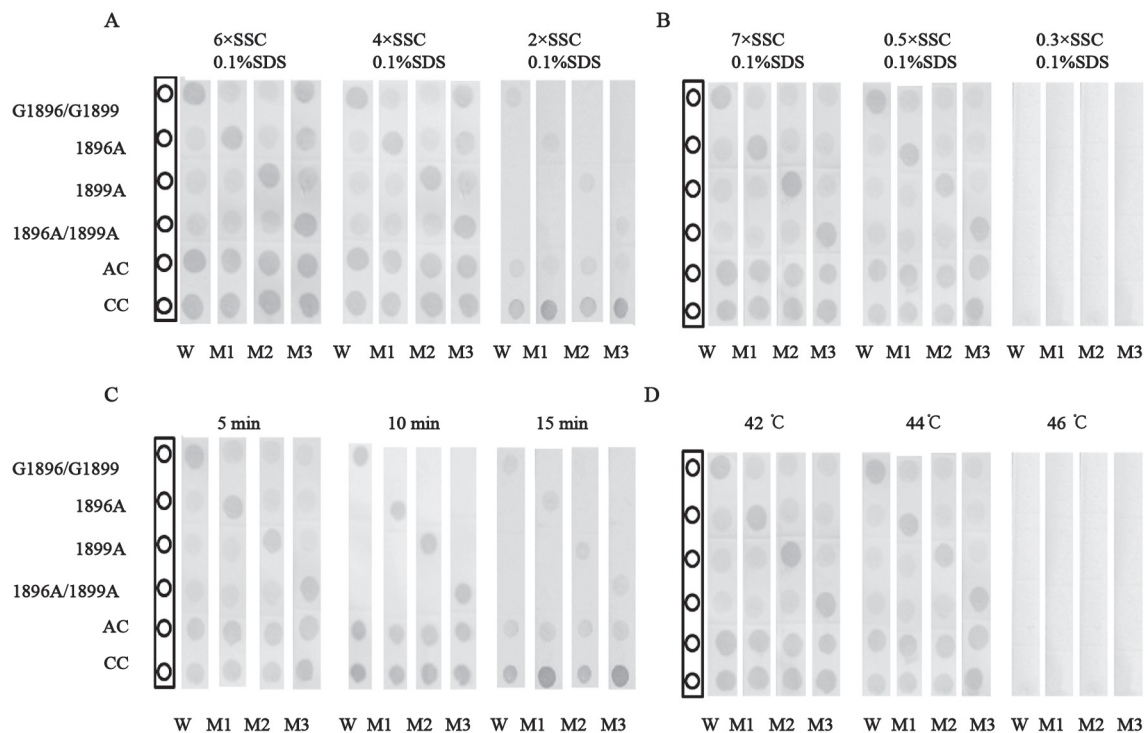 A
B
6×SSC 4×SSC 2×SSC 7×SSC 0.5×SSC 0.3×SSC
0.1%SDS 0.1%SDS 0.1%SDS 0.1%SDS 0.1%SDS 0.1%SDS
G1896/G1899
1896A
1899A
1896A/1899A
AC
CC
W M1 M2 M3 W M1 M2 M3 W M1 M2 M3 W M1 M2 M3 W M1 M2 M3 W M1 M2 M3
C
D
5 min 10 min 15 min 42 ℃ 44℃ 46 ℃
G1896/G1899
1896A
1899A
1896A/1899A
AC
CC
W M1 M2 M3 W M1 M2 M3 W M1 M2 M3 W M1 M2 M3 W M1 M2 M3 W M1 M2 M3